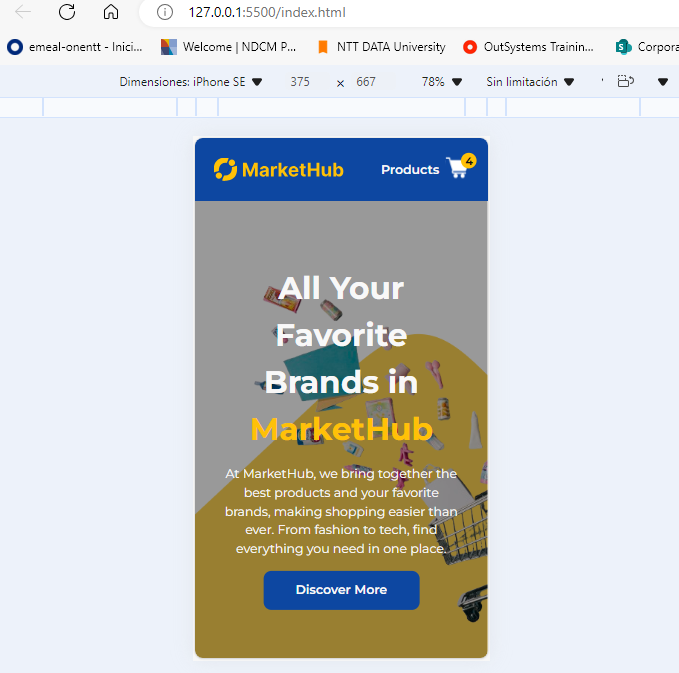 127.0.0.1:5500/index.html
emeal-onentt - Inici... Welcome | NDCM P... NTT DATA University OutSystems Trainin... Corpora
Dimensiones: iPhone SE 375 × 667 78% Sin limitación
MarketHub Products 4
All Your
Favorite
Brands in
MarketHub
At MarketHub, we bring together the
best products and your favorite
brands, making shopping easier than
ever. From fashion to tech, find
everything you need in one place.
Discover More